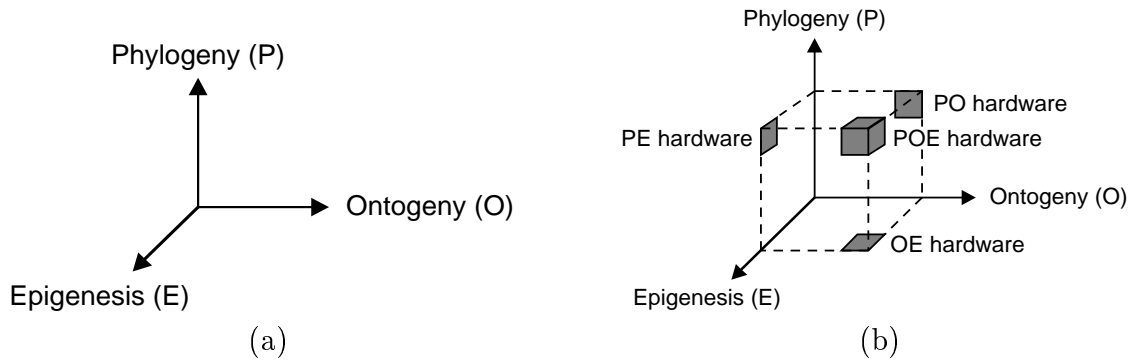 Phylogeny (P)
Ontogeny (O)
Epigenesis (E)
(a)
Phylogeny (P)
PO hardware
PE hardware
POE hardware
Ontogeny (O)
OE hardware
Epigenesis (E)
(b)